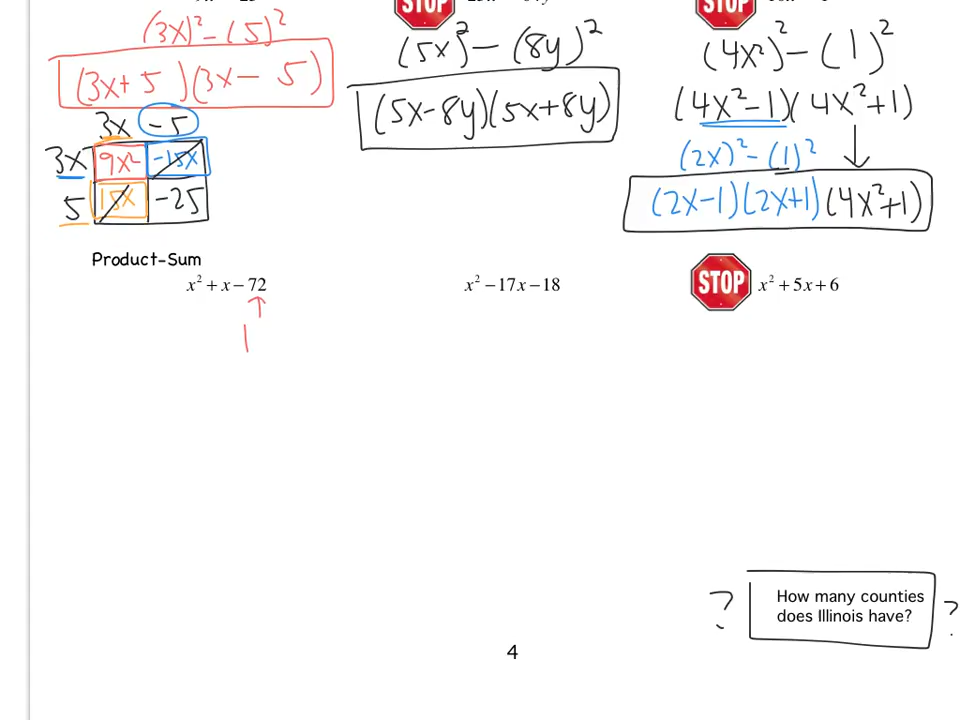 STOP
STOP
(3x)² − (5)²
(3x + 5)(3x − 5)
3x −5
3x 9x² −15x
5 15x −25
(5x)² − (8y)²
(5x−8y)(5x+8y)
(4x²)² − (1)²
(4x²−1)(4x²+1)
(2x)² − (1)²
(2x−1)(2x+1)(4x²+1)
Product-Sum
x² + x − 72
1
x² − 17x − 18
STOP x² + 5x + 6
? How many counties ?
does Illinois have?
4